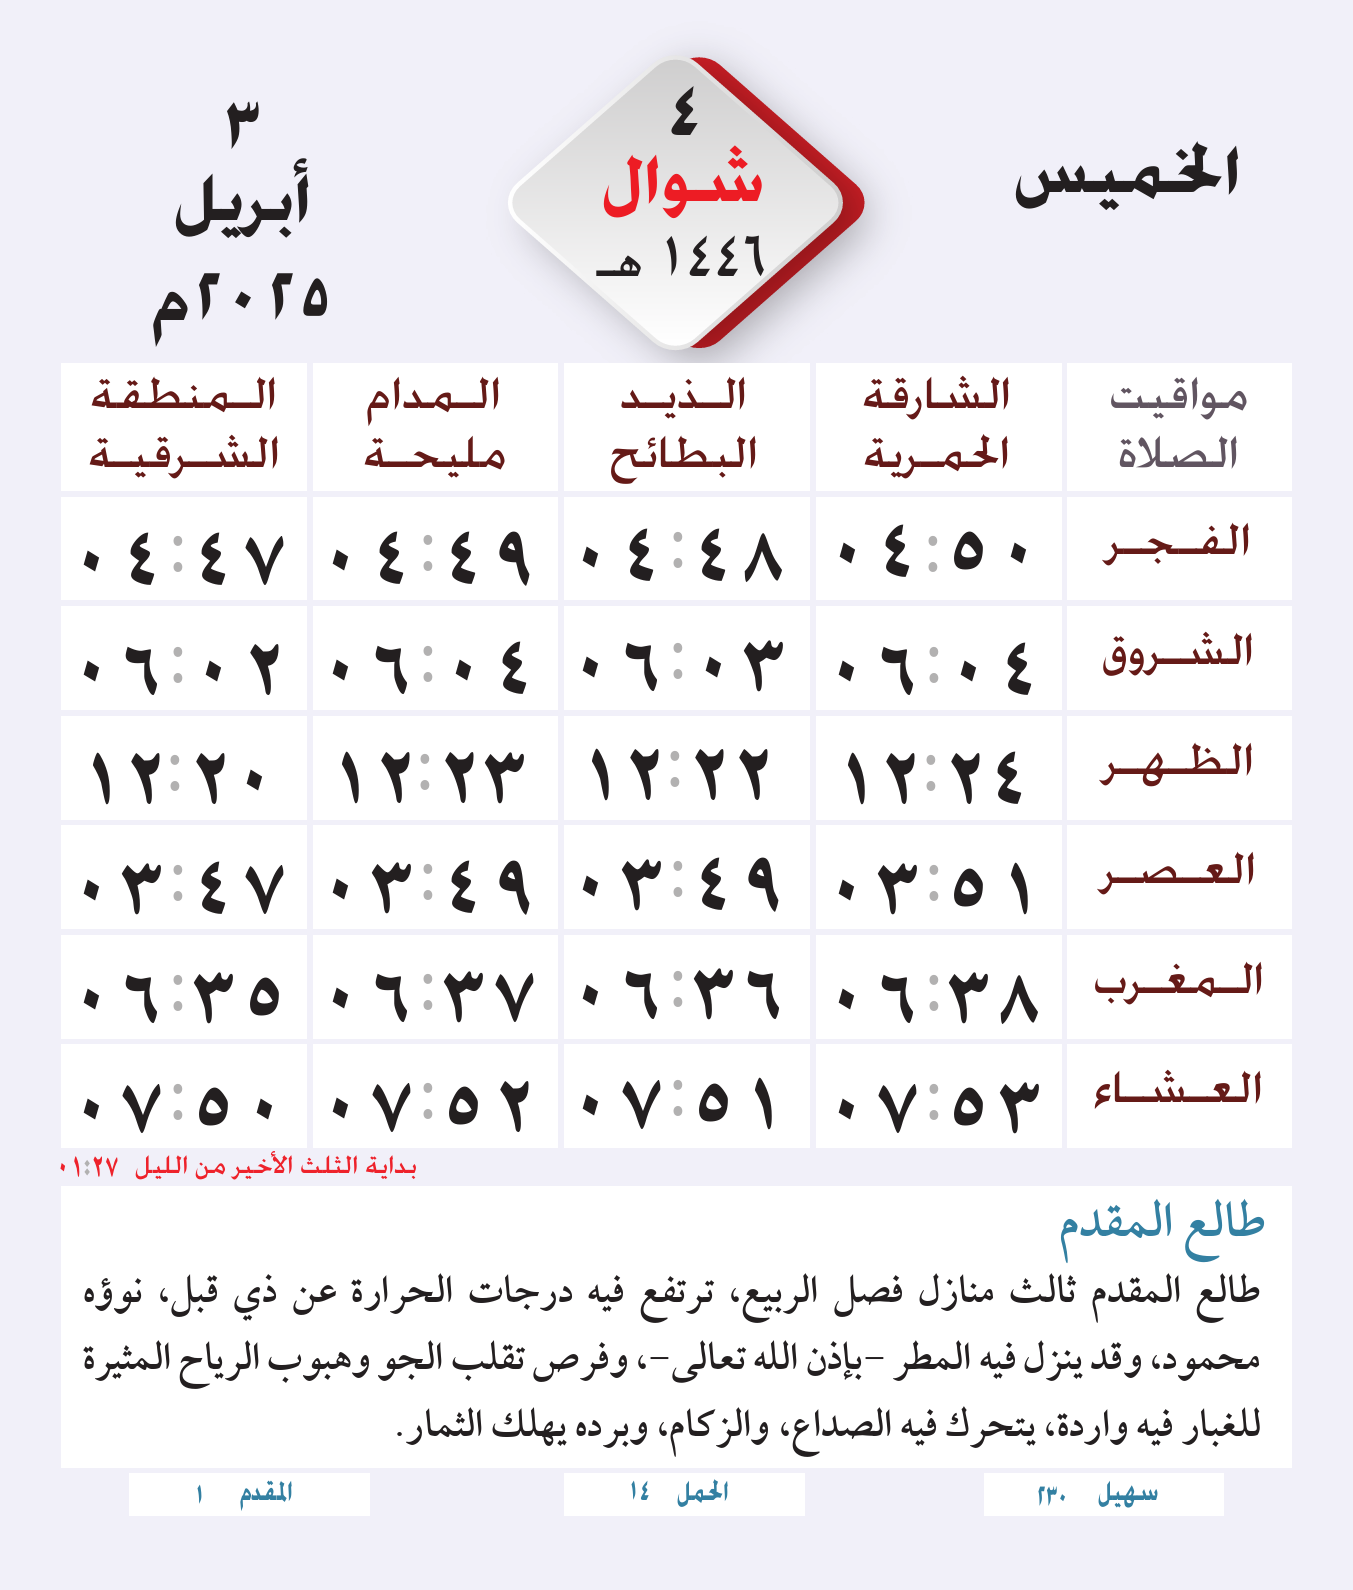 الخميس
٤
شوال
١٤٤٦ هـ
٣
أبريل
٢٠٢٥م
مواقيت الصلاة
الشارقة الحمرية
الذيد البطائح
المدام مليحة
المنطقة الشرقية
الفجر ٠٤:٥٠ ٠٤:٤٨ ٠٤:٤٩ ٠٤:٤٧
الشروق ٠٦:٠٤ ٠٦:٠٣ ٠٦:٠٤ ٠٦:٠٢
الظهر ١٢:٢٤ ١٢:٢٢ ١٢:٢٣ ١٢:٢٠
العصر ٠٣:٥١ ٠٣:٤٩ ٠٣:٤٩ ٠٣:٤٧
المغرب ٠٦:٣٨ ٠٦:٣٦ ٠٦:٣٧ ٠٦:٣٥
العشاء ٠٧:٥٣ ٠٧:٥١ ٠٧:٥٢ ٠٧:٥٠
بداية الثلث الأخير من الليل ٠١:٢٧
طالع المقدم
طالع المقدم ثالث منازل فصل الربيع، ترتفع فيه درجات الحرارة عن ذي قبل، نوؤه
محمود، وقد ينزل فيه المطر -بإذن الله تعالى-، وفرص تقلب الجو وهبوب الرياح المثيرة
للغبار فيه واردة، يتحرك فيه الصداع، والزكام، وبرده يهلك الثمار.
سهيل ٢٣٠
الحمل ١٤
المقدم ١